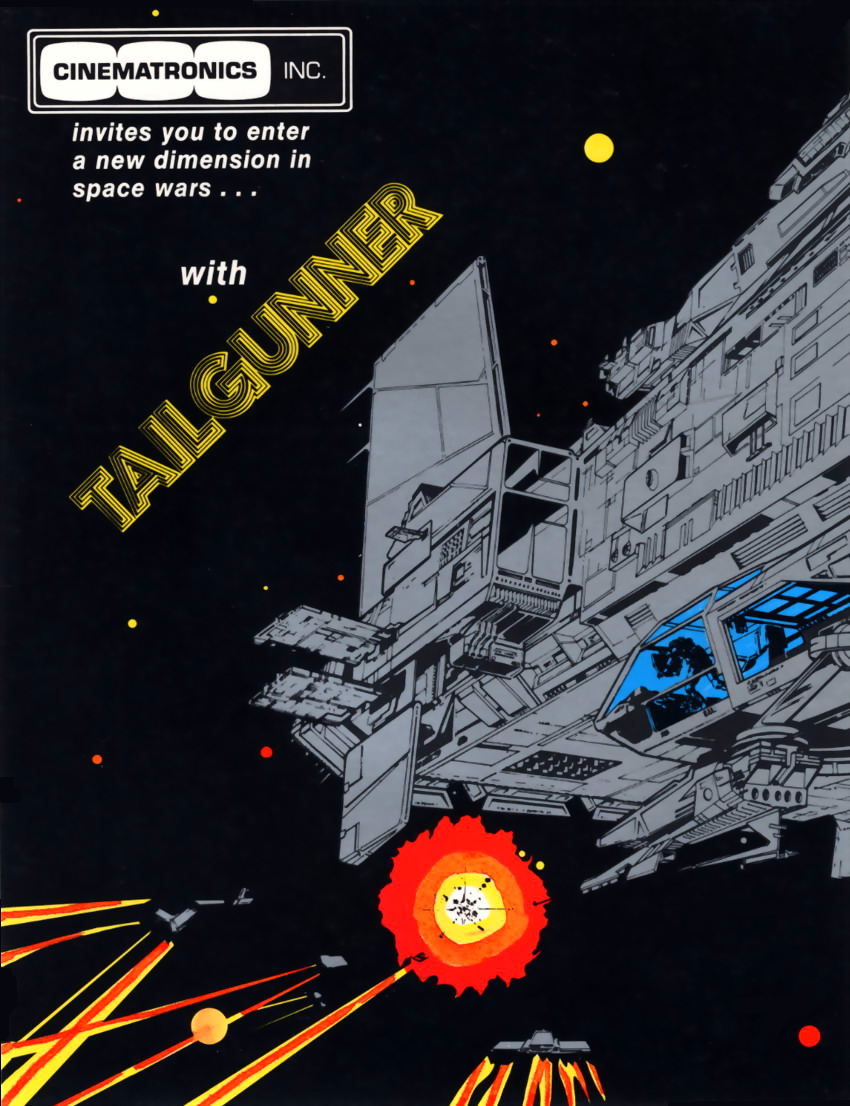 CINEMATRONICS INC.
invites you to enter
a new dimension in
space wars . . .
with
TAILGUNNER